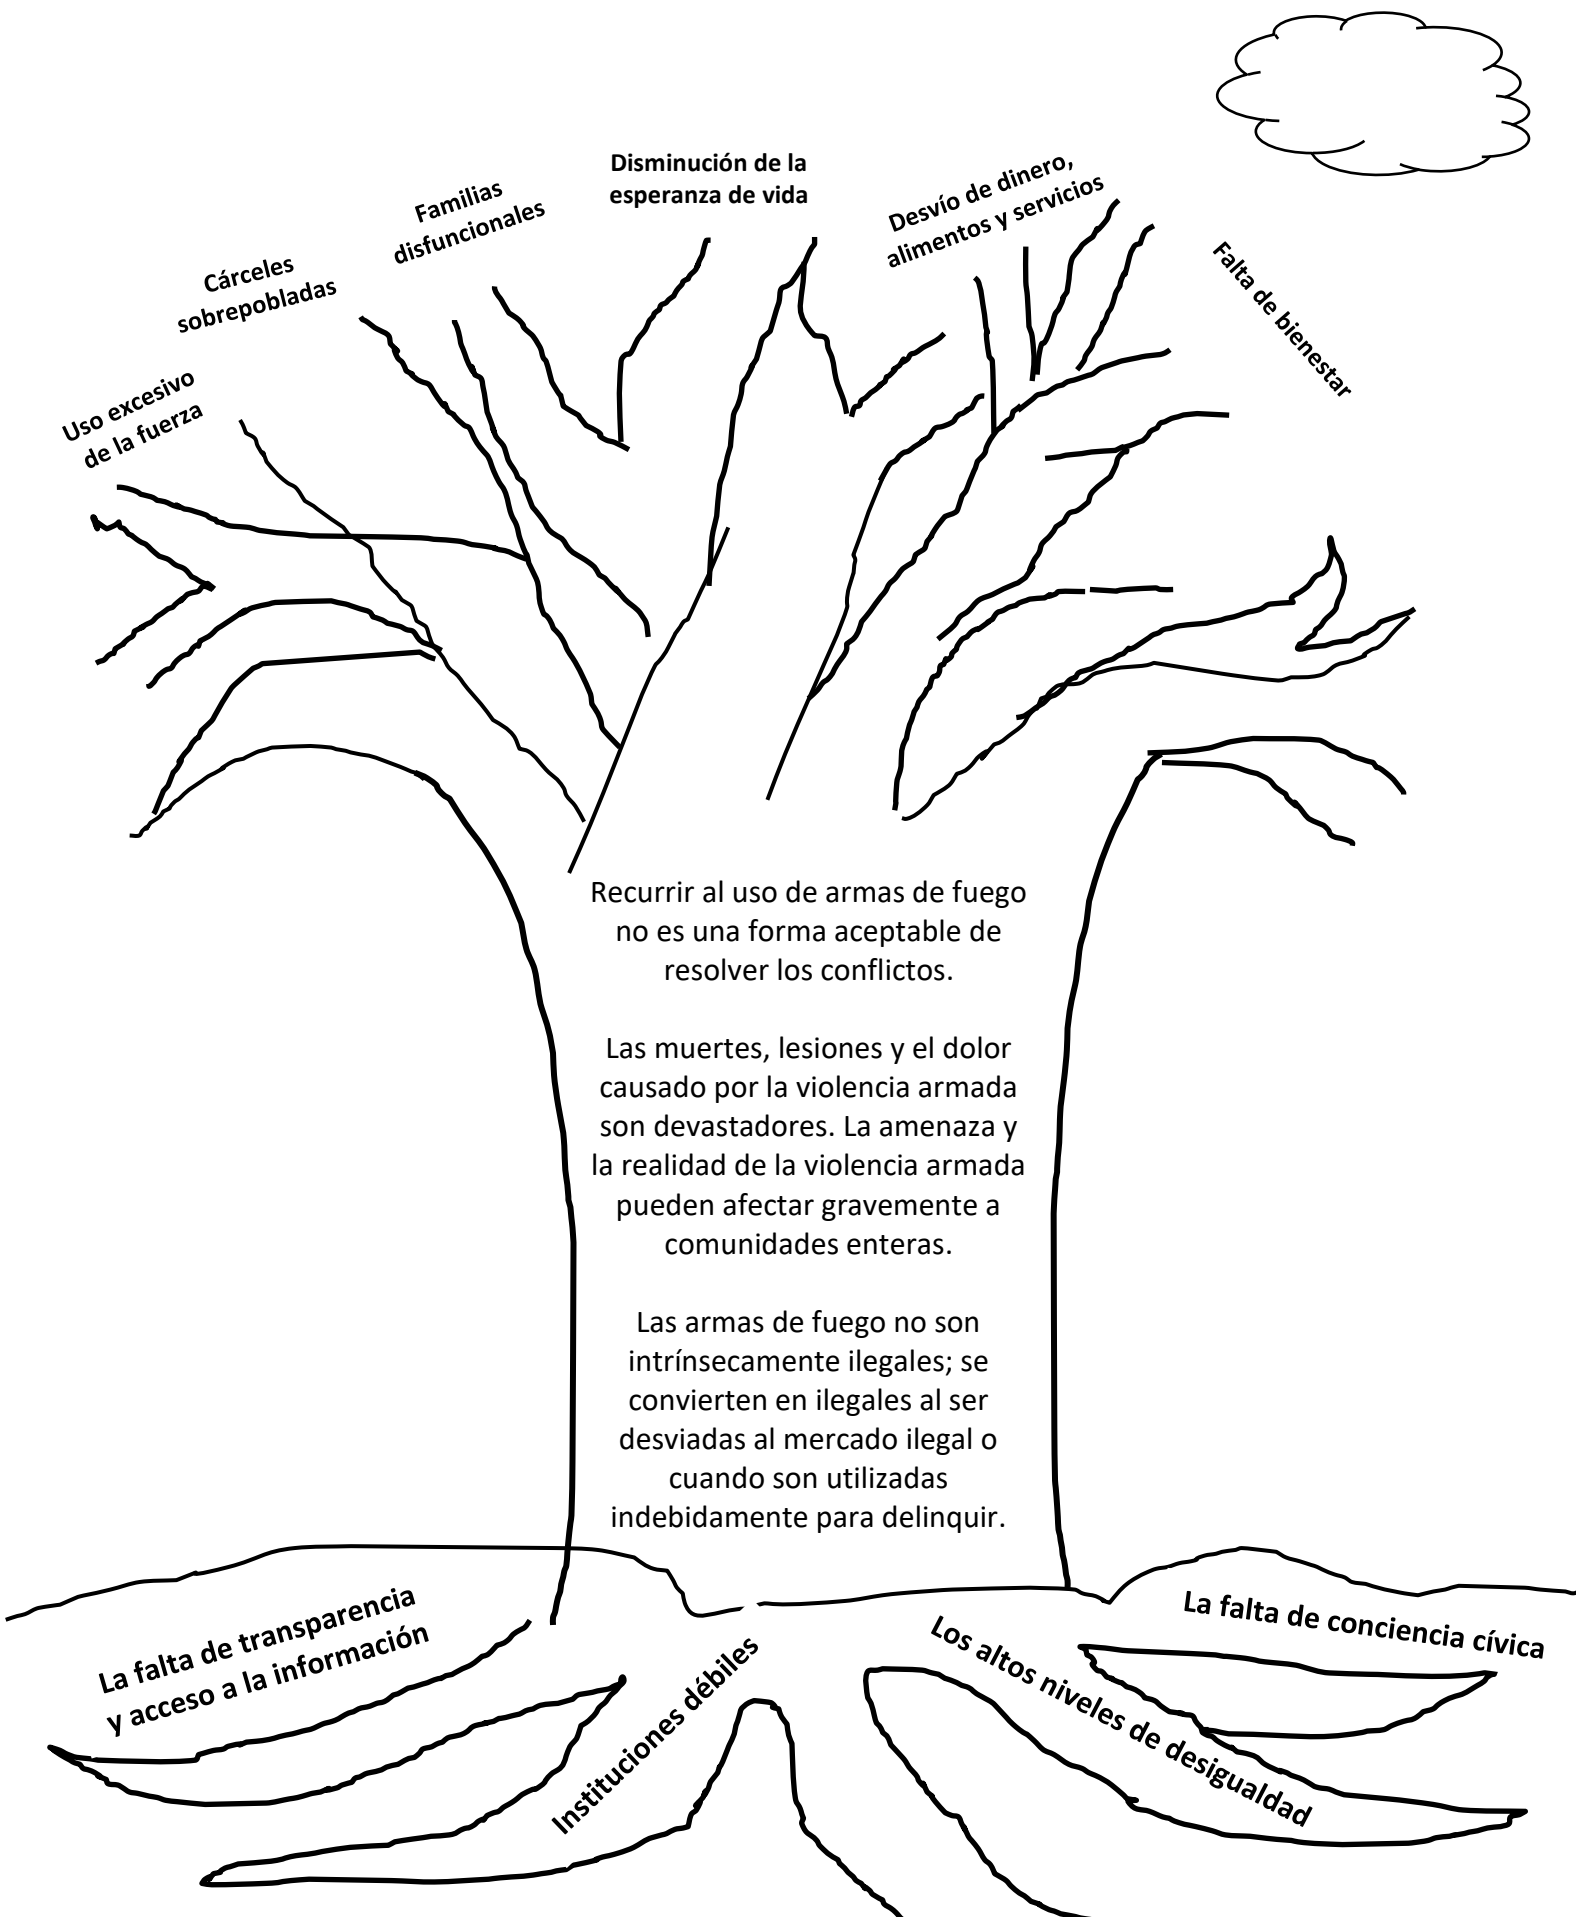 Disminución de la
esperanza de vida
Desvío de dinero,
alimentos y servicios
Familias
disfuncionales
Cárceles
sobrepobladas
Falta de bienestar
Uso excesivo
de la fuerza
Recurrir al uso de armas de fuego
no es una forma aceptable de
resolver los conflictos.
Las muertes, lesiones y el dolor
causado por la violencia armada
son devastadores. La amenaza y
la realidad de la violencia armada
pueden afectar gravemente a
comunidades enteras.
Las armas de fuego no son
intrínsecamente ilegales; se
convierten en ilegales al ser
desviadas al mercado ilegal o
cuando son utilizadas
indebidamente para delinquir.
La falta de transparencia
y acceso a la información
Instituciones débiles
Los altos niveles de desigualdad
La falta de conciencia cívica